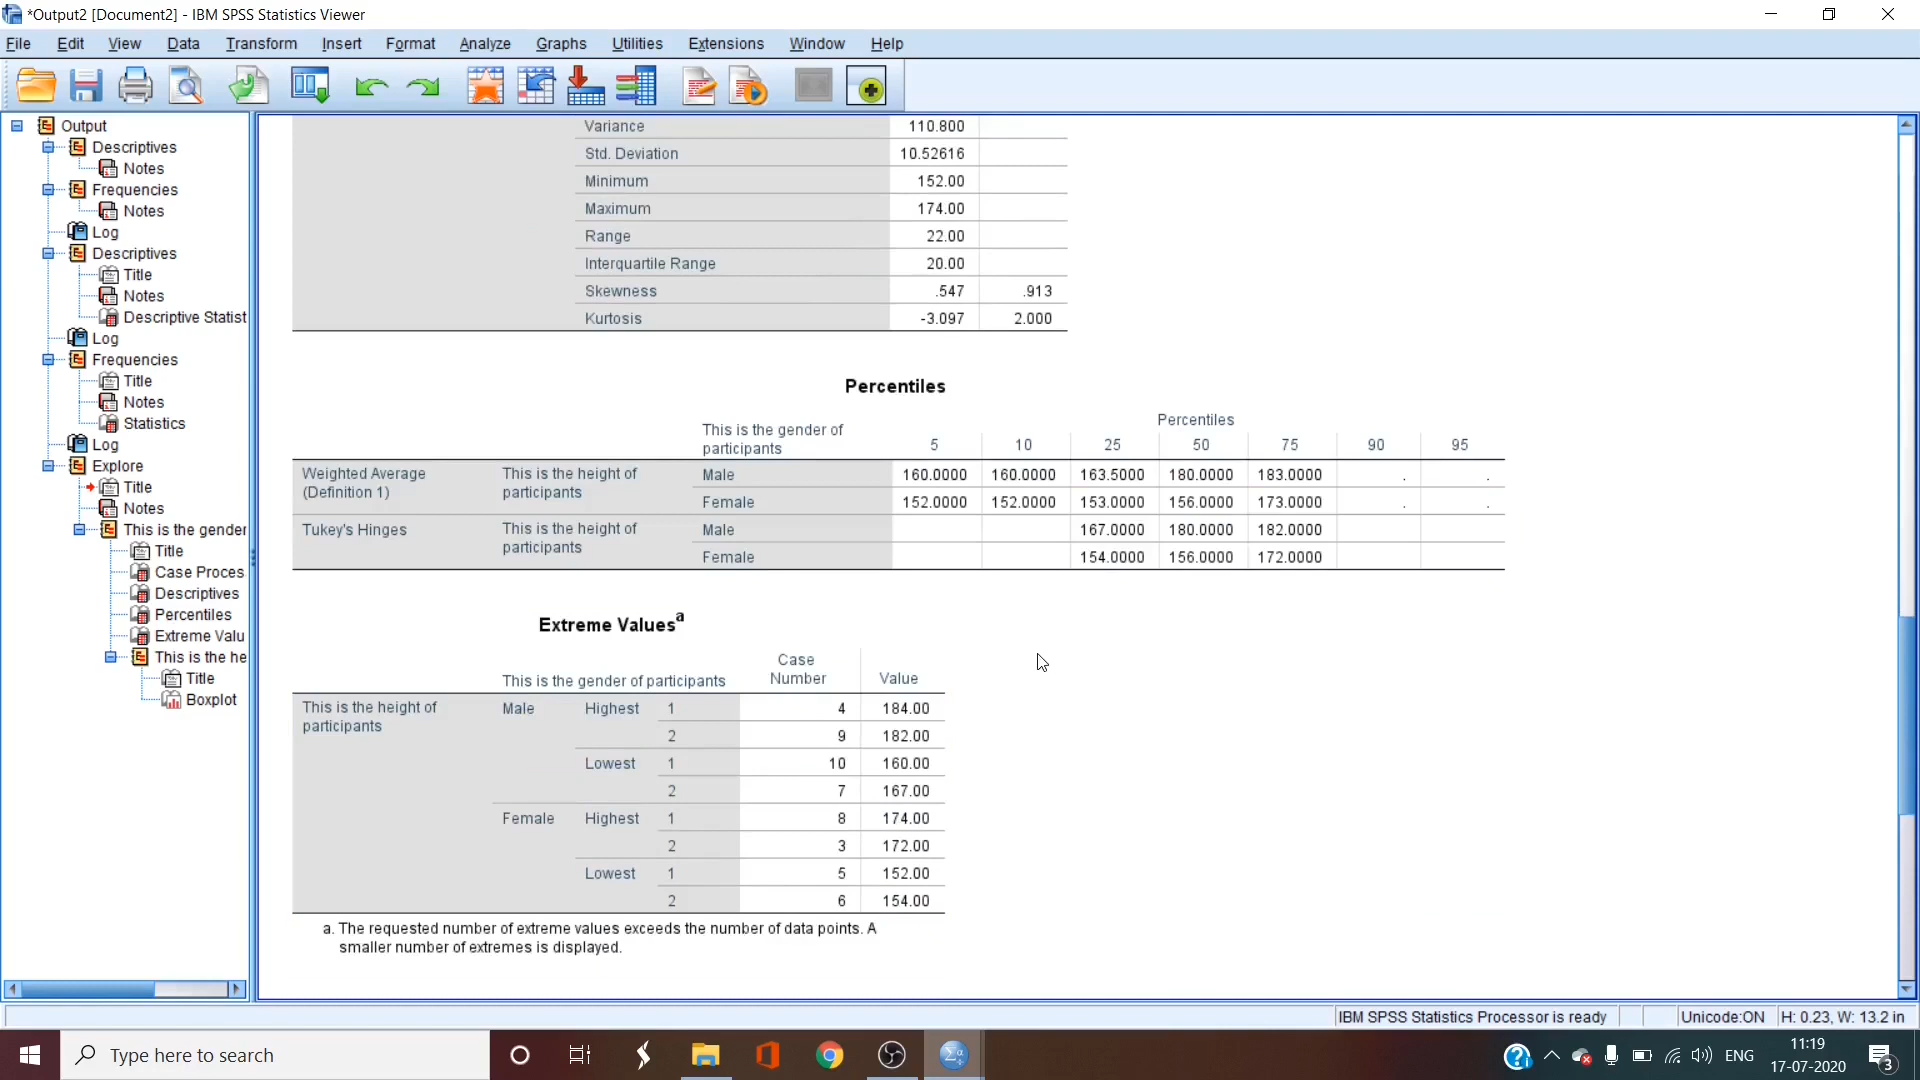 *Output2 [Document2] - IBM SPSS Statistics Viewer
File Edit View Data Transform Insert Format Analyze Graphs Utilities Extensions Window Help
Output
Descriptives
Notes
Frequencies
Notes
Log
Descriptives
Title
Notes
Descriptive Statist
Log
Frequencies
Title
Notes
Statistics
Log
Explore
Title
Notes
This is the gender
Title
Case Proces
Descriptives
Percentiles
Extreme Valu
This is the he
Title
Boxplot
Variance 110.800
Std. Deviation 10.52616
Minimum 152.00
Maximum 174.00
Range 22.00
Interquartile Range 20.00
Skewness .547 .913
Kurtosis -3.097 2.000
Percentiles
This is the gender of participants
Percentiles
5 10 25 50 75 90 95
Weighted Average (Definition 1) This is the height of participants Male 160.0000 160.0000 163.5000 180.0000 183.0000 . .
Female 152.0000 152.0000 153.0000 156.0000 173.0000 . .
Tukey's Hinges This is the height of participants Male 167.0000 180.0000 182.0000
Female 154.0000 156.0000 172.0000
Extreme Valuesa
This is the gender of participants Case Number Value
This is the height of participants Male Highest 1 4 184.00
2 9 182.00
Lowest 1 10 160.00
2 7 167.00
Female Highest 1 8 174.00
2 3 172.00
Lowest 1 5 152.00
2 6 154.00
a. The requested number of extreme values exceeds the number of data points. A
smaller number of extremes is displayed.
IBM SPSS Statistics Processor is ready Unicode:ON H: 0.23, W: 13.2 in
Type here to search
ENG
11:19
17-07-2020
3